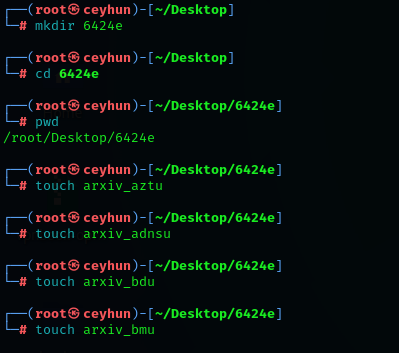 ┌──(root㉿ceyhun)-[~/Desktop]
└─# mkdir 6424e
┌──(root㉿ceyhun)-[~/Desktop]
└─# cd 6424e
┌──(root㉿ceyhun)-[~/Desktop/6424e]
└─# pwd
/root/Desktop/6424e
┌──(root㉿ceyhun)-[~/Desktop/6424e]
└─# touch arxiv_aztu
┌──(root㉿ceyhun)-[~/Desktop/6424e]
└─# touch arxiv_adnsu
┌──(root㉿ceyhun)-[~/Desktop/6424e]
└─# touch arxiv_bdu
┌──(root㉿ceyhun)-[~/Desktop/6424e]
└─# touch arxiv_bmu